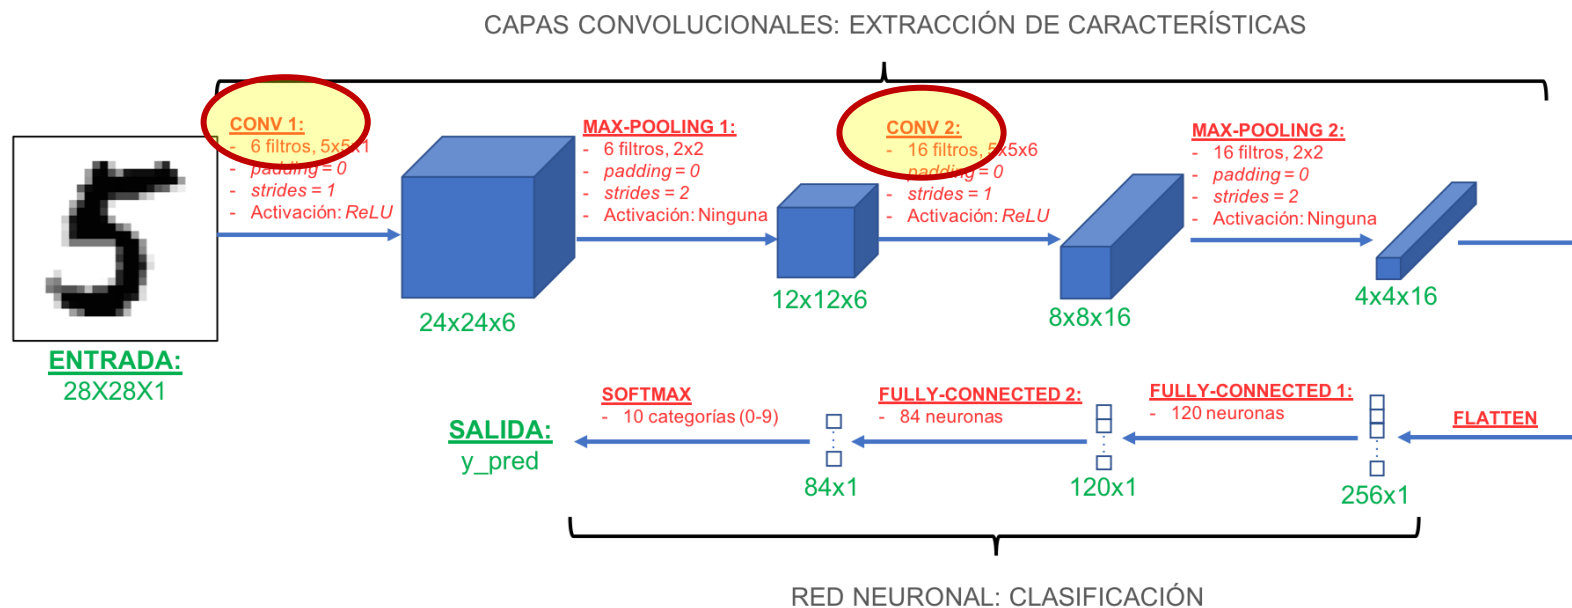 CAPAS CONVOLUCIONALES: EXTRACCIÓN DE CARACTERÍSTICAS
CONV 1:
- 6 filtros, 5x5x1
- padding = 0
- strides = 1
- Activación: ReLU
MAX-POOLING 1:
- 6 filtros, 2x2
- padding = 0
- strides = 2
- Activación: Ninguna
CONV 2:
- 16 filtros, 5x5x6
- padding = 0
- strides = 1
- Activación: ReLU
MAX-POOLING 2:
- 16 filtros, 2x2
- padding = 0
- strides = 2
- Activación: Ninguna
5
24x24x6
12x12x6
8x8x16
4x4x16
ENTRADA:
28X28X1
FLATTEN
256x1
FULLY-CONNECTED 1:
- 120 neuronas
120x1
FULLY-CONNECTED 2:
- 84 neuronas
84x1
SOFTMAX
- 10 categorías (0-9)
SALIDA:
y_pred
RED NEURONAL: CLASIFICACIÓN